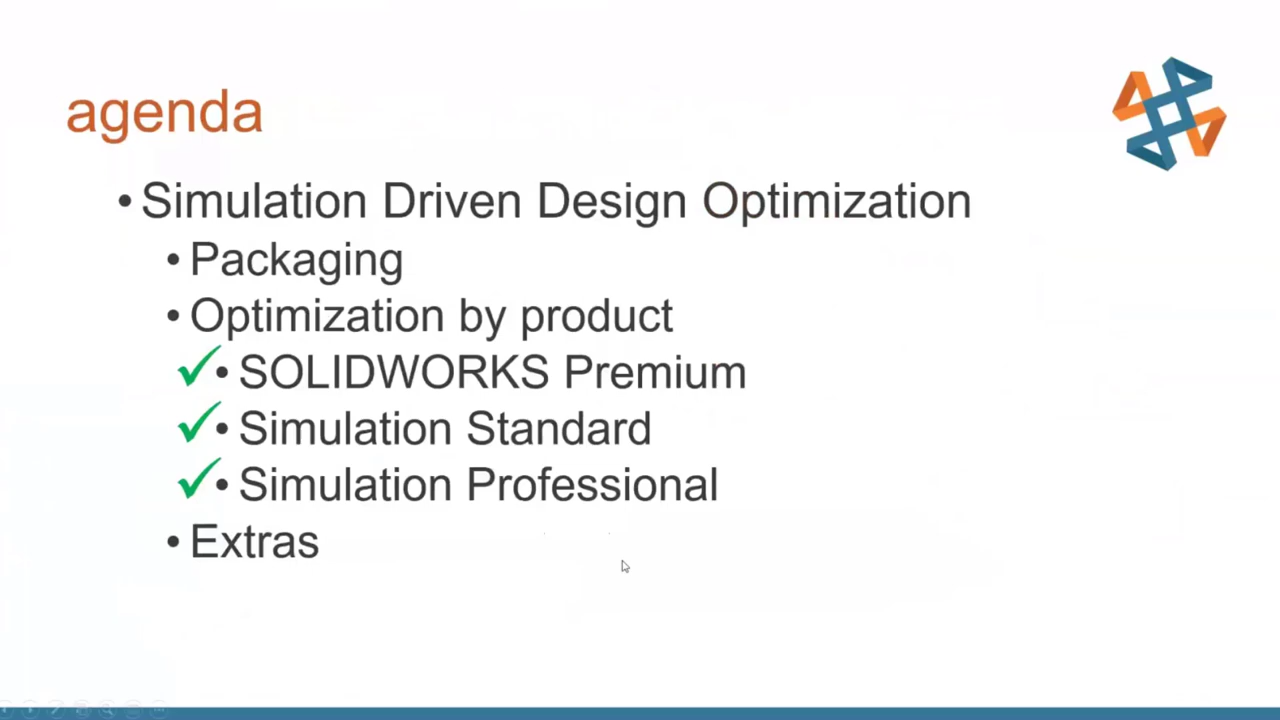 agenda
• Simulation Driven Design Optimization
• Packaging
• Optimization by product
✓• SOLIDWORKS Premium
✓• Simulation Standard
✓• Simulation Professional
• Extras